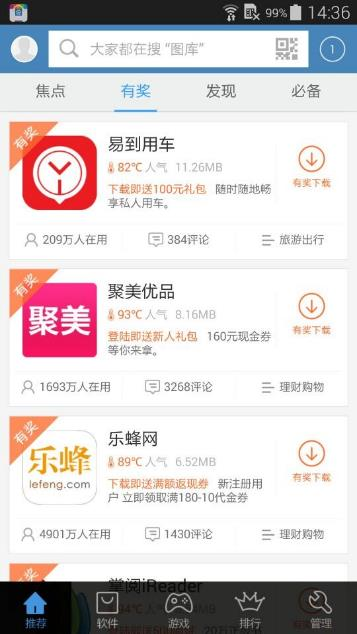 99% 14:36
大家都在搜“图库”
1
焦点 有奖 发现 必备
有奖
易到用车
82℃ 人气 11.26MB
下载即送100元礼包 随时随地畅
享私人用车。
有奖下载
209万人在用 384评论 旅游出行
有奖
聚美
聚美优品
93℃ 人气 8.16MB
登陆即送新人礼包 160元现金券
等你来拿。
有奖下载
1693万人在用 3268评论 理财购物
有奖
乐蜂
lefeng.com
乐蜂网
89℃ 人气 6.52MB
下载即送满额返现券 新注册用
户 立即领取满180-10代金券
有奖下载
4901万人在用 1430评论 理财购物
有奖
掌阅iReader
推荐 软件 游戏 排行 管理